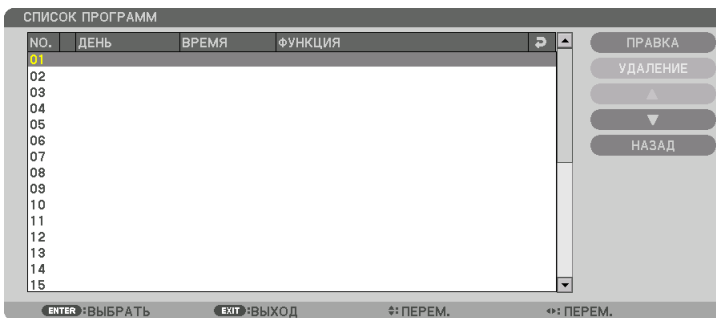 СПИСОК ПРОГРАММ
NO. ДЕНЬ ВРЕМЯ ФУНКЦИЯ
01
02
03
04
05
06
07
08
09
10
11
12
13
14
15
ПРАВКА
УДАЛЕНИЕ
НАЗАД
ENTER :ВЫБРАТЬ EXIT :ВЫХОД :ПЕРЕМ. :ПЕРЕМ.